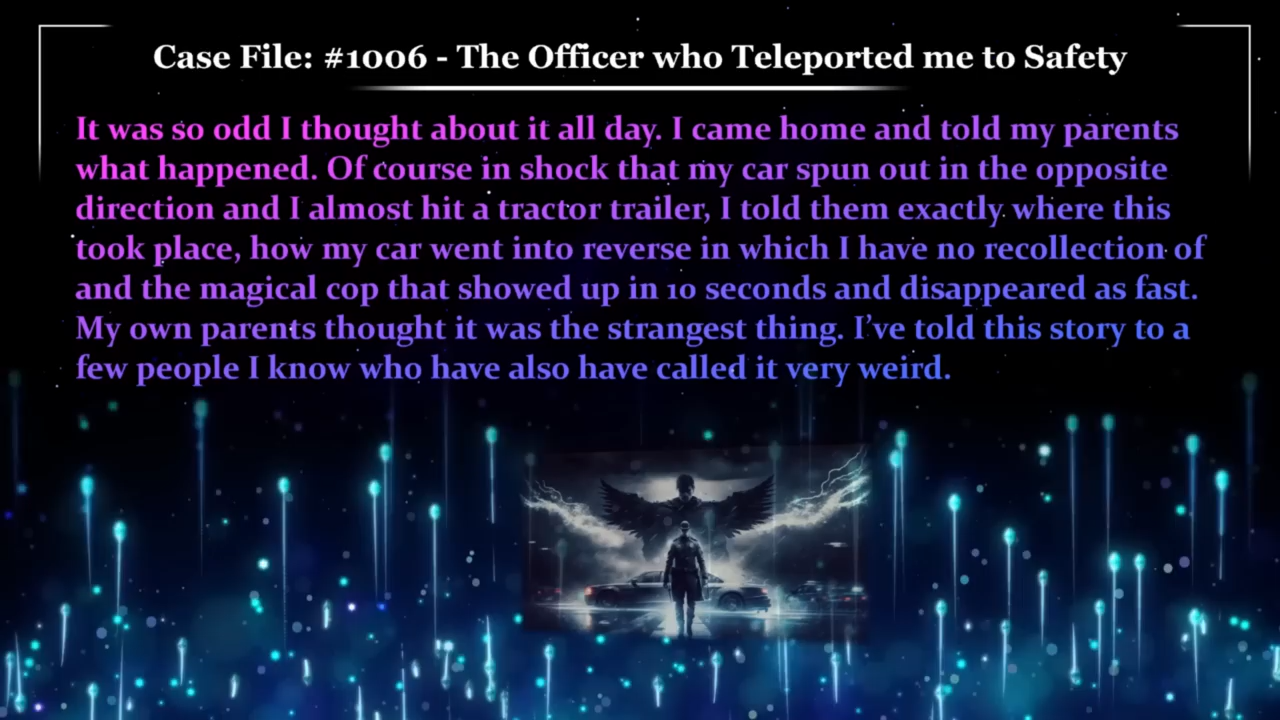 Case File: #1006 - The Officer who Teleported me to Safety
It was so odd I thought about it all day. I came home and told my parents
what happened. Of course in shock that my car spun out in the opposite
direction and I almost hit a tractor trailer, I told them exactly where this
took place, how my car went into reverse in which I have no recollection of
and the magical cop that showed up in 10 seconds and disappeared as fast.
My own parents thought it was the strangest thing. I’ve told this story to a
few people I know who have also have called it very weird.